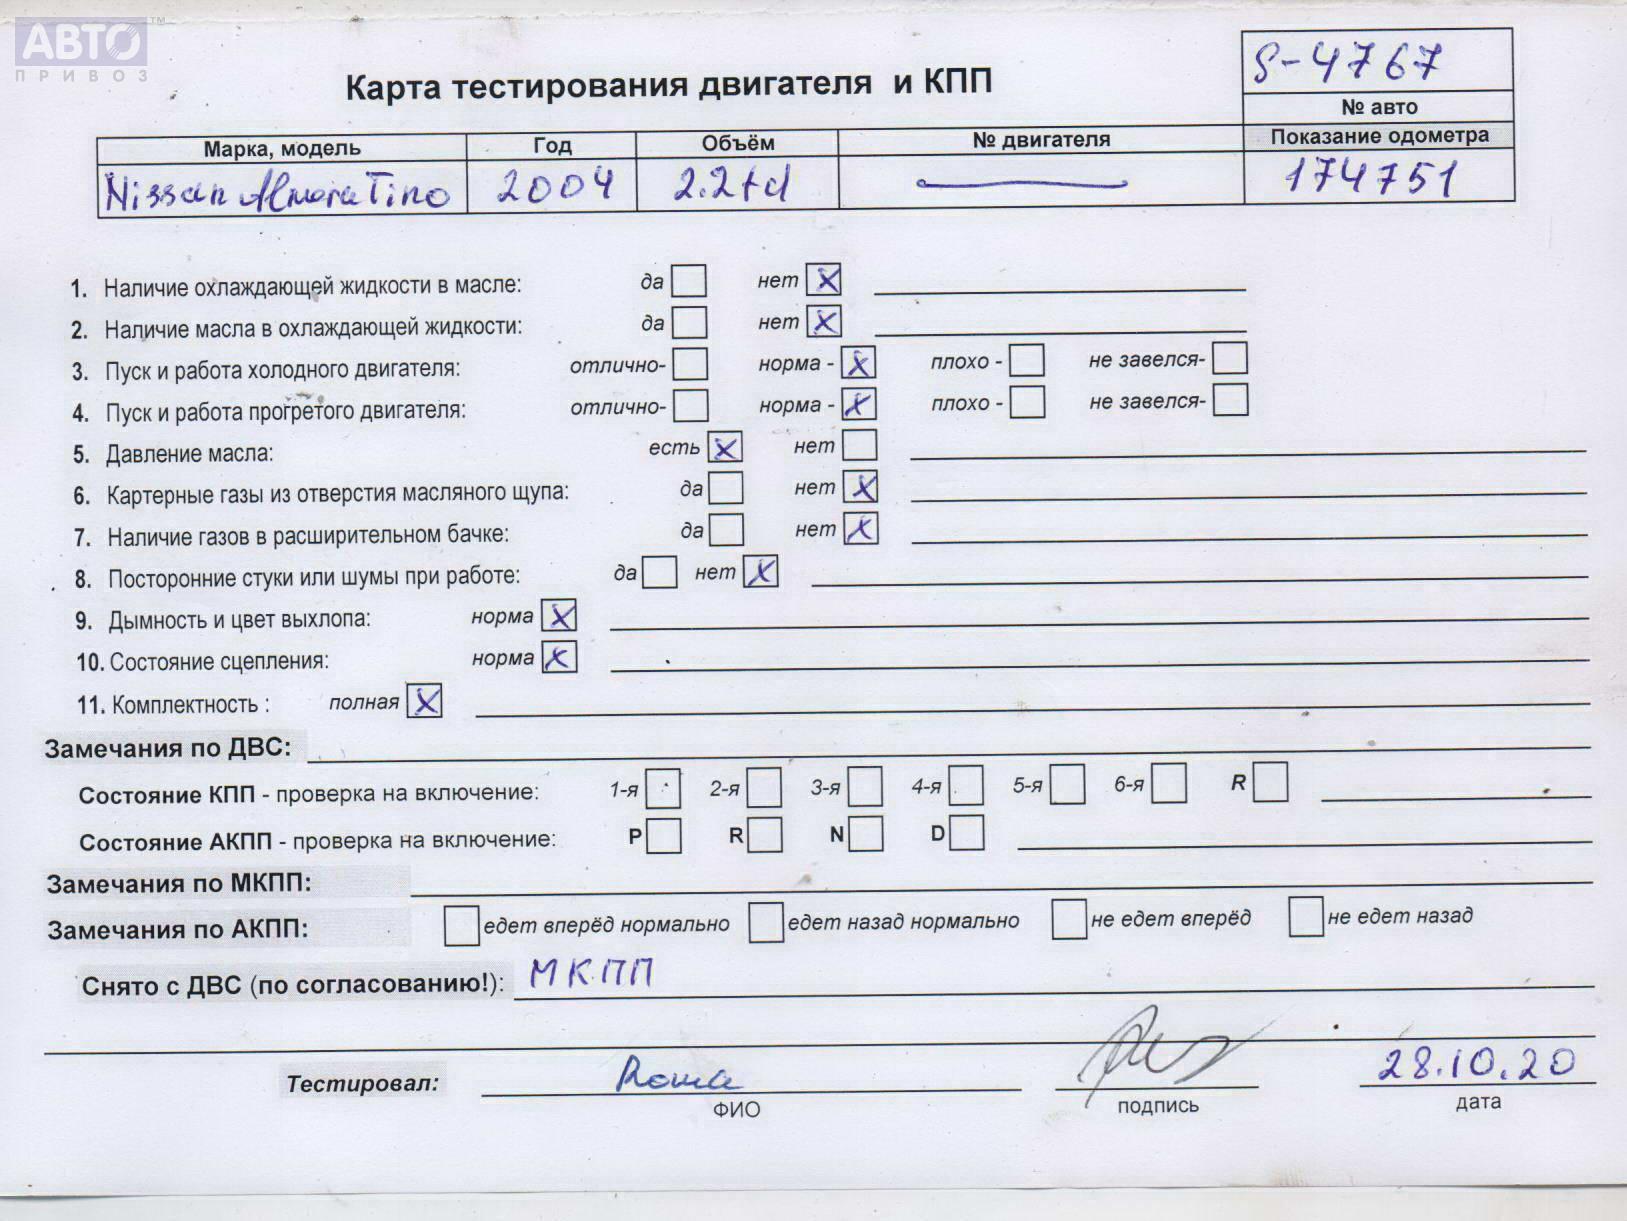 АВТО™
ПРИВОЗ
Карта тестирования двигателя и КПП
S-4767
№ авто
Марка, модель Год Объём № двигателя Показание одометра
Nissan Almera Tino 2004 2.2td — 174751
1. Наличие охлаждающей жидкости в масле: да нет X
2. Наличие масла в охлаждающей жидкости: да нет X
3. Пуск и работа холодного двигателя: отлично- норма - X плохо - не завелся-
4. Пуск и работа прогретого двигателя: отлично- норма - X плохо - не завелся-
5. Давление масла: есть X нет
6. Картерные газы из отверстия масляного щупа: да нет X
7. Наличие газов в расширительном бачке: да нет X
8. Посторонние стуки или шумы при работе: да нет X
9. Дымность и цвет выхлопа: норма X
10. Состояние сцепления: норма X
11. Комплектность : полная X
Замечания по ДВС:
Состояние КПП - проверка на включение: 1-я 2-я 3-я 4-я 5-я 6-я R
Состояние АКПП - проверка на включение: P R N D
Замечания по МКПП:
Замечания по АКПП: едет вперёд нормально едет назад нормально не едет вперёд не едет назад
Снято с ДВС (по согласованию!): МКПП
Тестировал: Рома 28.10.20
ФИО подпись дата